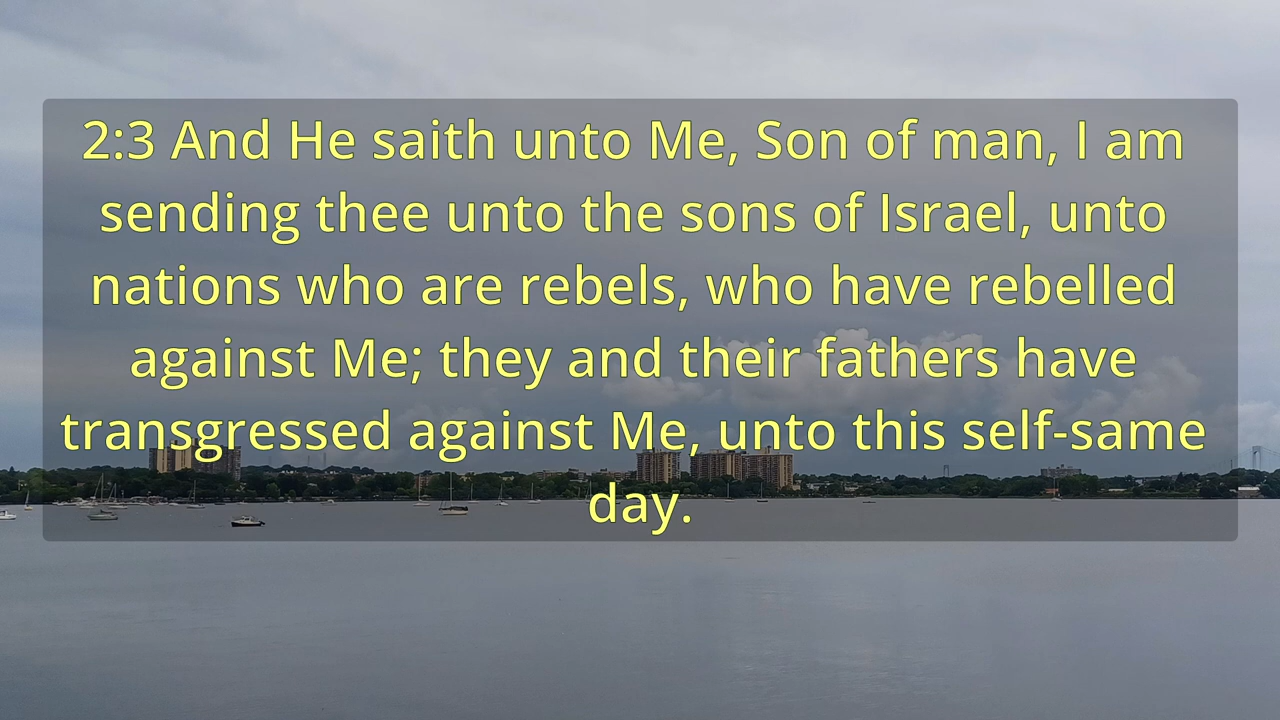 2:3 And He saith unto Me, Son of man, I am
sending thee unto the sons of Israel, unto
nations who are rebels, who have rebelled
against Me; they and their fathers have
transgressed against Me, unto this self-same
day.